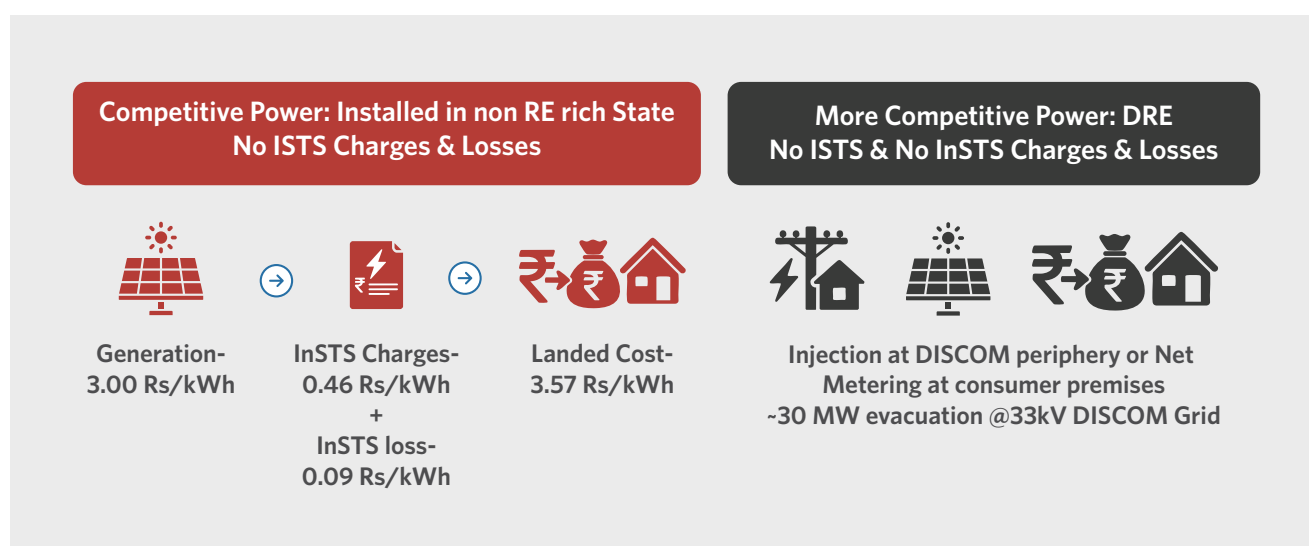 Competitive Power: Installed in non RE rich State
No ISTS Charges & Losses
More Competitive Power: DRE
No ISTS & No InSTS Charges & Losses
₹
₹
₹
₹
₹
Generation-
3.00 Rs/kWh
InSTS Charges-
0.46 Rs/kWh
+
InSTS loss-
0.09 Rs/kWh
Landed Cost-
3.57 Rs/kWh
Injection at DISCOM periphery or Net
Metering at consumer premises
~30 MW evacuation @33kV DISCOM Grid